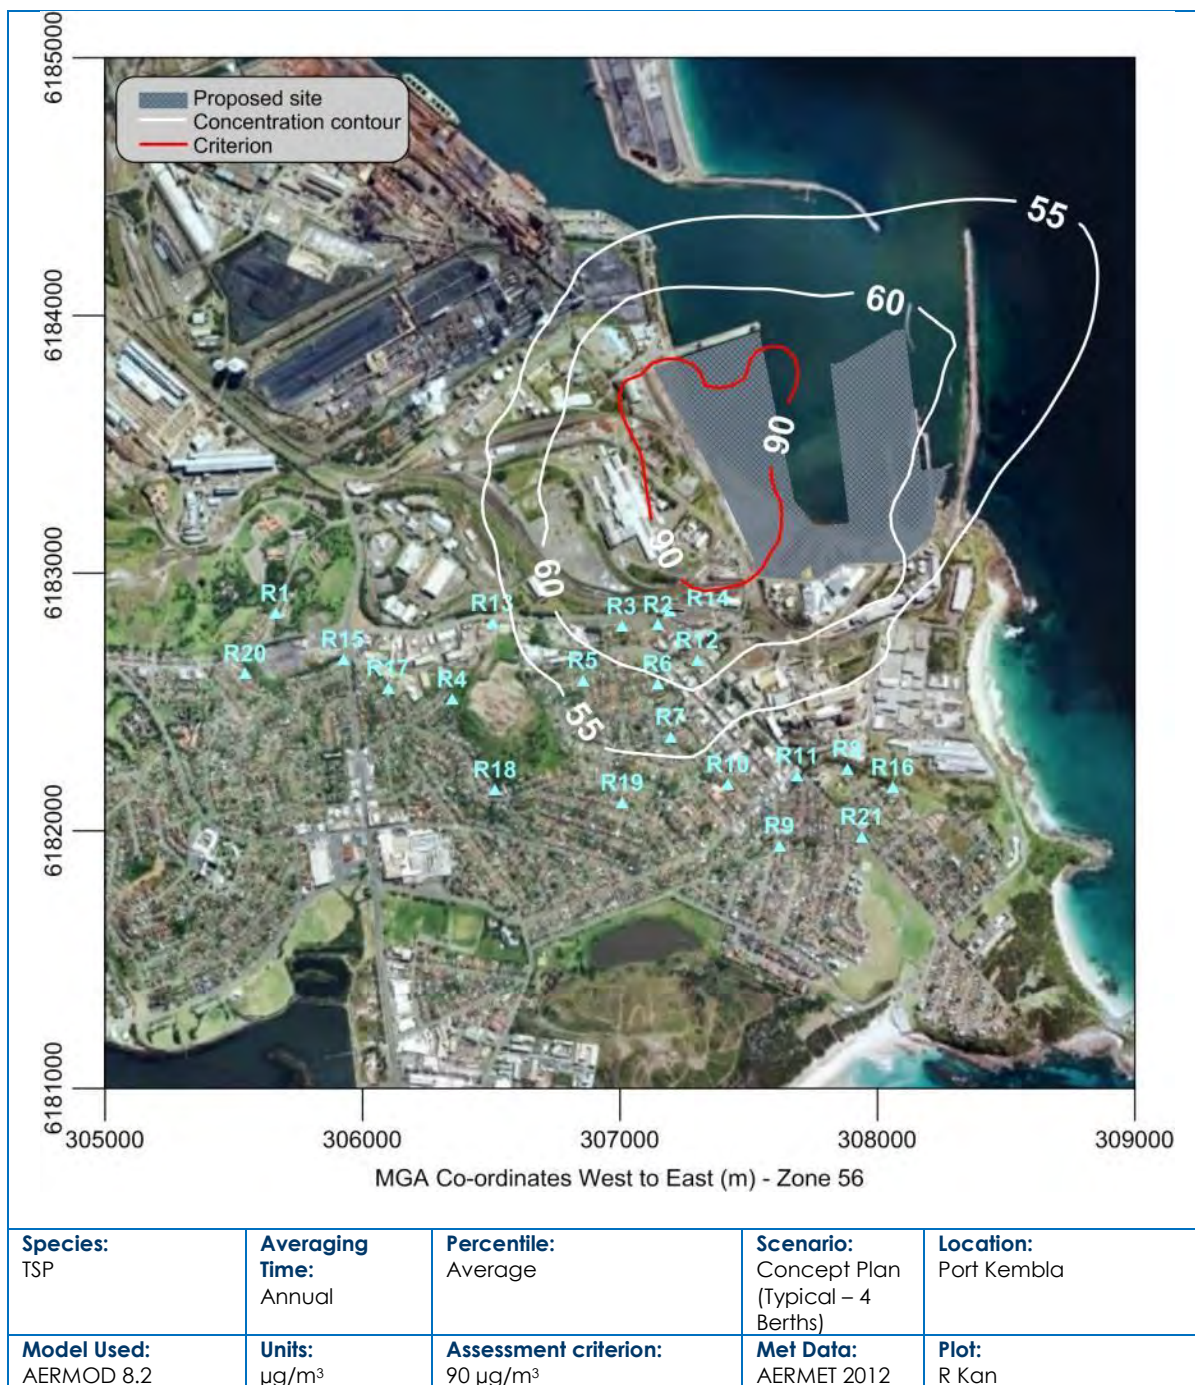 6185000
6184000
6183000
6182000
6181000
Proposed site
Concentration contour
Criterion
55
60
90
90
60
55
R1
R13
R3
R2
R14
R15
R12
R20
R17
R4
R5
R6
R7
R18
R19
R10
R11
R8
R16
R9
R21
305000
306000
307000
308000
309000
MGA Co-ordinates West to East (m) - Zone 56
Species:
TSP
Averaging
Time:
Annual
Percentile:
Average
Scenario:
Concept Plan
(Typical – 4
Berths)
Location:
Port Kembla
Model Used:
AERMOD 8.2
Units:
µg/m³
Assessment criterion:
90 µg/m³
Met Data:
AERMET 2012
Plot:
R Kan